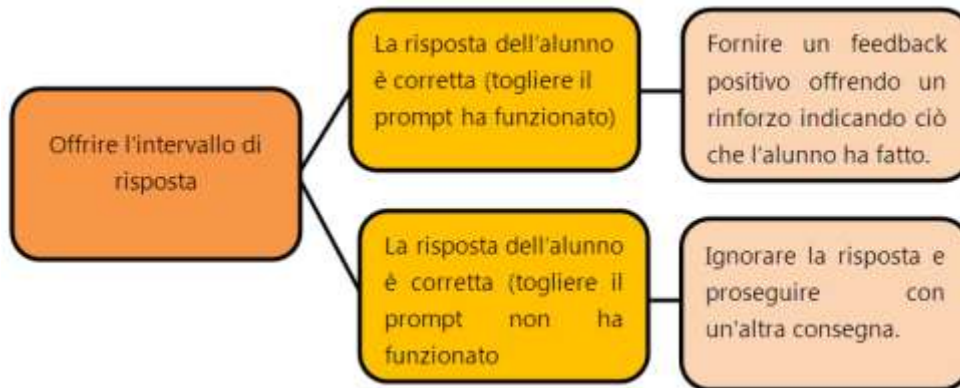 Offrire l'intervallo di
risposta
La risposta dell'alunno
è corretta (togliere il
prompt ha funzionato)
Fornire un feedback
positivo offrendo un
rinforzo indicando ciò
che l'alunno ha fatto.
La risposta dell'alunno
è corretta (togliere il
prompt non ha
funzionato
Ignorare la risposta e
proseguire con
un'altra consegna.